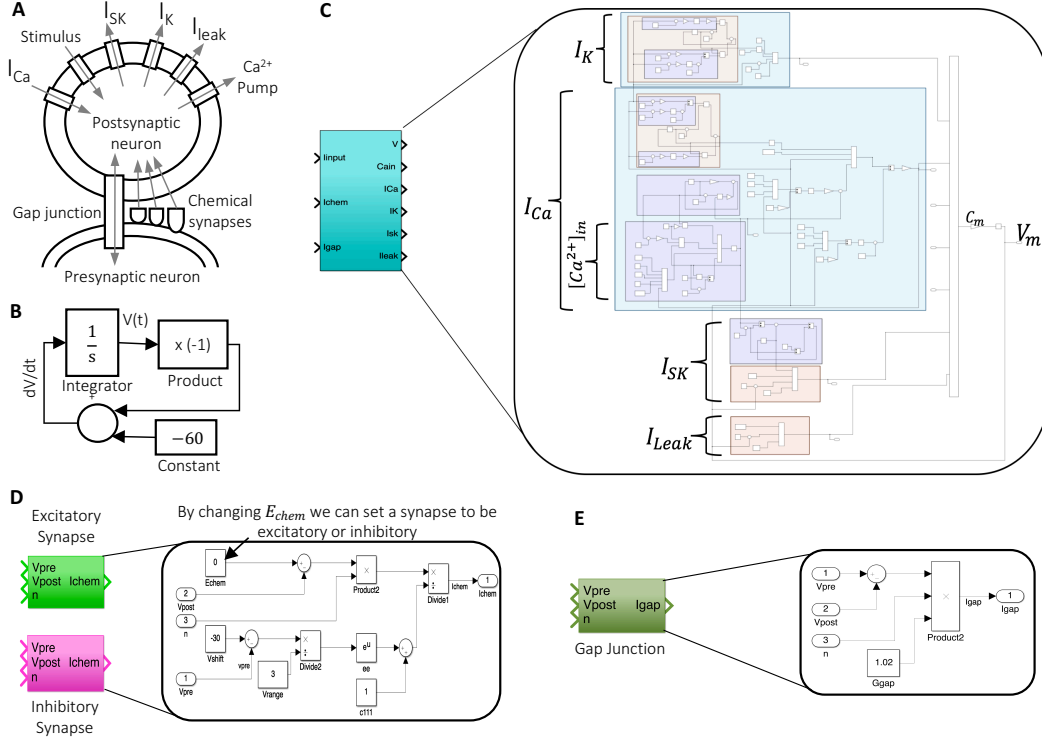 A
I_SK
I_K
I_leak
Stimulus
I_Ca
Ca²⁺
Pump
Postsynaptic
neuron
Gap junction
Chemical
synapses
Presynaptic neuron
B
V(t)
1
s
x (-1)
Integrator
Product
dV/dt
+
−60
Constant
C
Iinput
Ichem
Igap
V
Cain
ICa
IK
Isk
Ileak
I_K
I_Ca
[Ca²⁺]_in
I_SK
I_Leak
C_m
V_m
D
Excitatory
Synapse
Vpre
Vpost Ichem
n
Vpre
Vpost Ichem
n
Inhibitory
Synapse
By changing E_chem we can set a synapse to be
excitatory or inhibitory
0
Echem
2
Vpost
3
n
×
Product2
×
÷
Divide1
Ichem
1
Ichem
-30
Vshift
vpre
1
Vpre
3
Vrange
×
÷
Divide2
e^u
ee
1
c111
E
Vpre
Vpost Igap
n
Gap Junction
1
Vpre
2
Vpost
3
n
1.02
Ggap
×
Product2
Igap
1
Igap